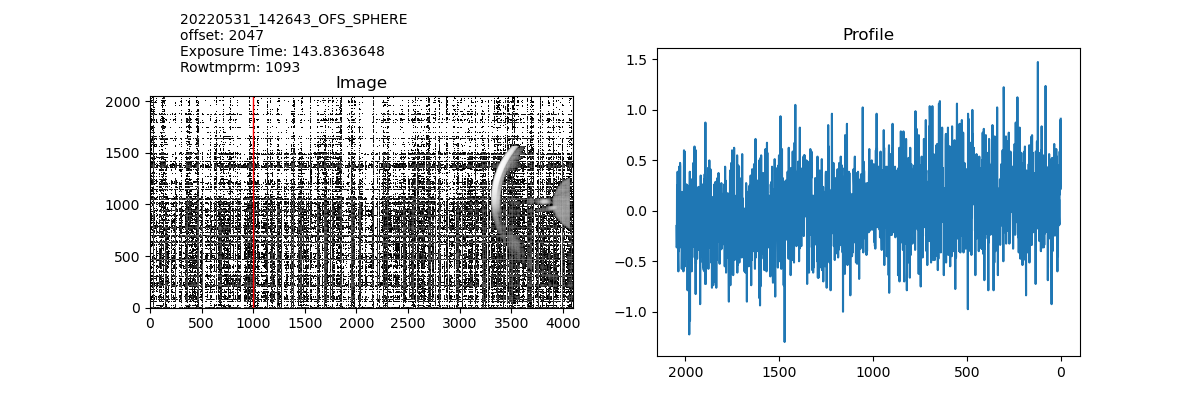 20220531_142643_OFS_SPHERE
offset: 2047
Exposure Time: 143.8363648
Rowtmprm: 1093
Image
2000
1500
1000
500
0
0 500 1000 1500 2000 2500 3000 3500 4000
Profile
1.5
1.0
0.5
0.0
−0.5
−1.0
2000 1500 1000 500 0